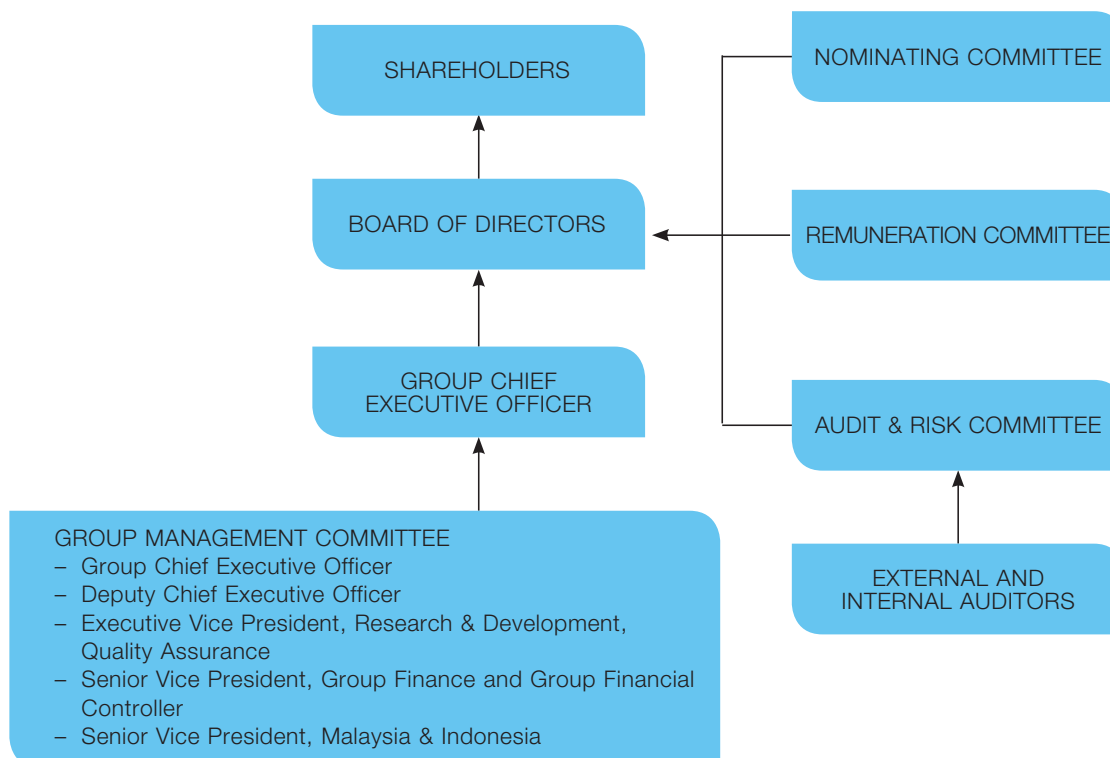 SHAREHOLDERS
NOMINATING COMMITTEE
BOARD OF DIRECTORS
REMUNERATION COMMITTEE
GROUP CHIEF
EXECUTIVE OFFICER
AUDIT & RISK COMMITTEE
GROUP MANAGEMENT COMMITTEE
– Group Chief Executive Officer
– Deputy Chief Executive Officer
– Executive Vice President, Research & Development,
Quality Assurance
– Senior Vice President, Group Finance and Group Financial
Controller
– Senior Vice President, Malaysia & Indonesia
EXTERNAL AND
INTERNAL AUDITORS